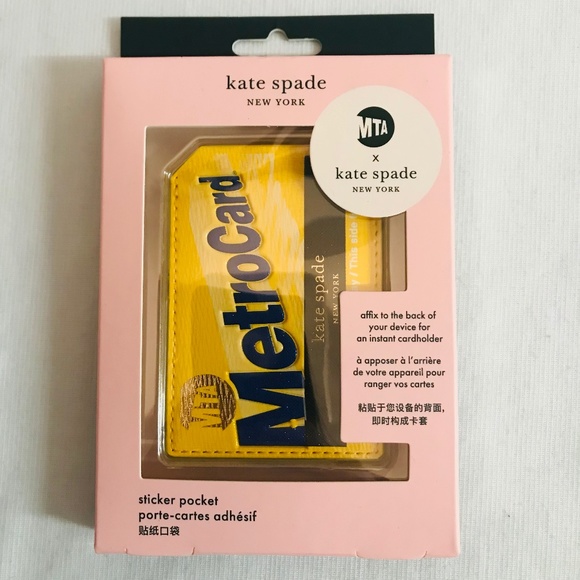 kate spade
NEW YORK
MTA
x
kate spade
NEW YORK
MetroCard
MTA
kate spade
NEW YORK
/ This side
affix to the back of
your device for
an instant cardholder
à apposer à l'arrière
de votre appareil pour
ranger vos cartes
粘贴于您设备的背面，
即时构成卡套
sticker pocket
porte-cartes adhésif
贴纸口袋